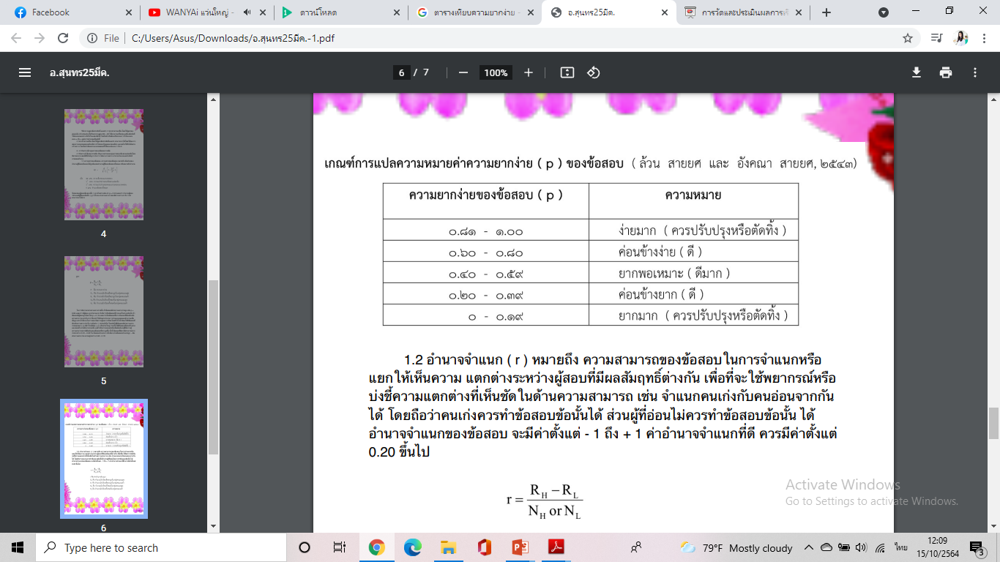 Facebook
WANYAi แว่นใหญ่ -
ดาวน์โหลด
ตารางเทียบความยากง่าย -
อ.สุนทร25มีค.
การวัดและประเมินผลการเรี
File
C:/Users/Asus/Downloads/อ.สุนทร25มีค.-1.pdf
อ.สุนทร25มีค.
6 / 7
100%
4
5
6
เกณฑ์การแปลความหมายค่าความยากง่าย ( p ) ของข้อสอบ ( ล้วน สายยศ และ อังคณา สายยศ, ๒๕๔๓)
ความยากง่ายของข้อสอบ ( p ) ความหมาย
๐.๘๑ - ๑.๐๐ ง่ายมาก ( ควรปรับปรุงหรือตัดทิ้ง )
๐.๖๐ - ๐.๘๐ ค่อนข้างง่าย ( ดี )
๐.๔๐ - ๐.๕๙ ยากพอเหมาะ ( ดีมาก )
๐.๒๐ - ๐.๓๙ ค่อนข้างยาก ( ดี )
๐ - ๐.๑๙ ยากมาก ( ควรปรับปรุงหรือตัดทิ้ง )
1.2 อำนาจจำแนก ( r ) หมายถึง ความสามารถของข้อสอบในการจำแนกหรือ
แยกให้เห็นความ แตกต่างระหว่างผู้สอบที่มีผลสัมฤทธิ์ต่างกัน เพื่อที่จะใช้พยากรณ์หรือ
บ่งชี้ความแตกต่างที่เห็นชัดในด้านความสามารถ เช่น จำแนกคนเก่งกับคนอ่อนจากกัน
ได้ โดยถือว่าคนเก่งควรทำข้อสอบข้อนั้นได้ ส่วนผู้ที่อ่อนไม่ควรทำข้อสอบข้อนั้น ได้
อำนาจจำแนกของข้อสอบ จะมีค่าตั้งแต่ - 1 ถึง + 1 ค่าอำนาจจำแนกที่ดี ควรมีค่าตั้งแต่
0.20 ขึ้นไป
R H – R L
r =
N H or N L
Activate Windows
Go to Settings to activate Windows.
Type here to search
79°F Mostly cloudy
ไทย
12:09
15/10/2564
3